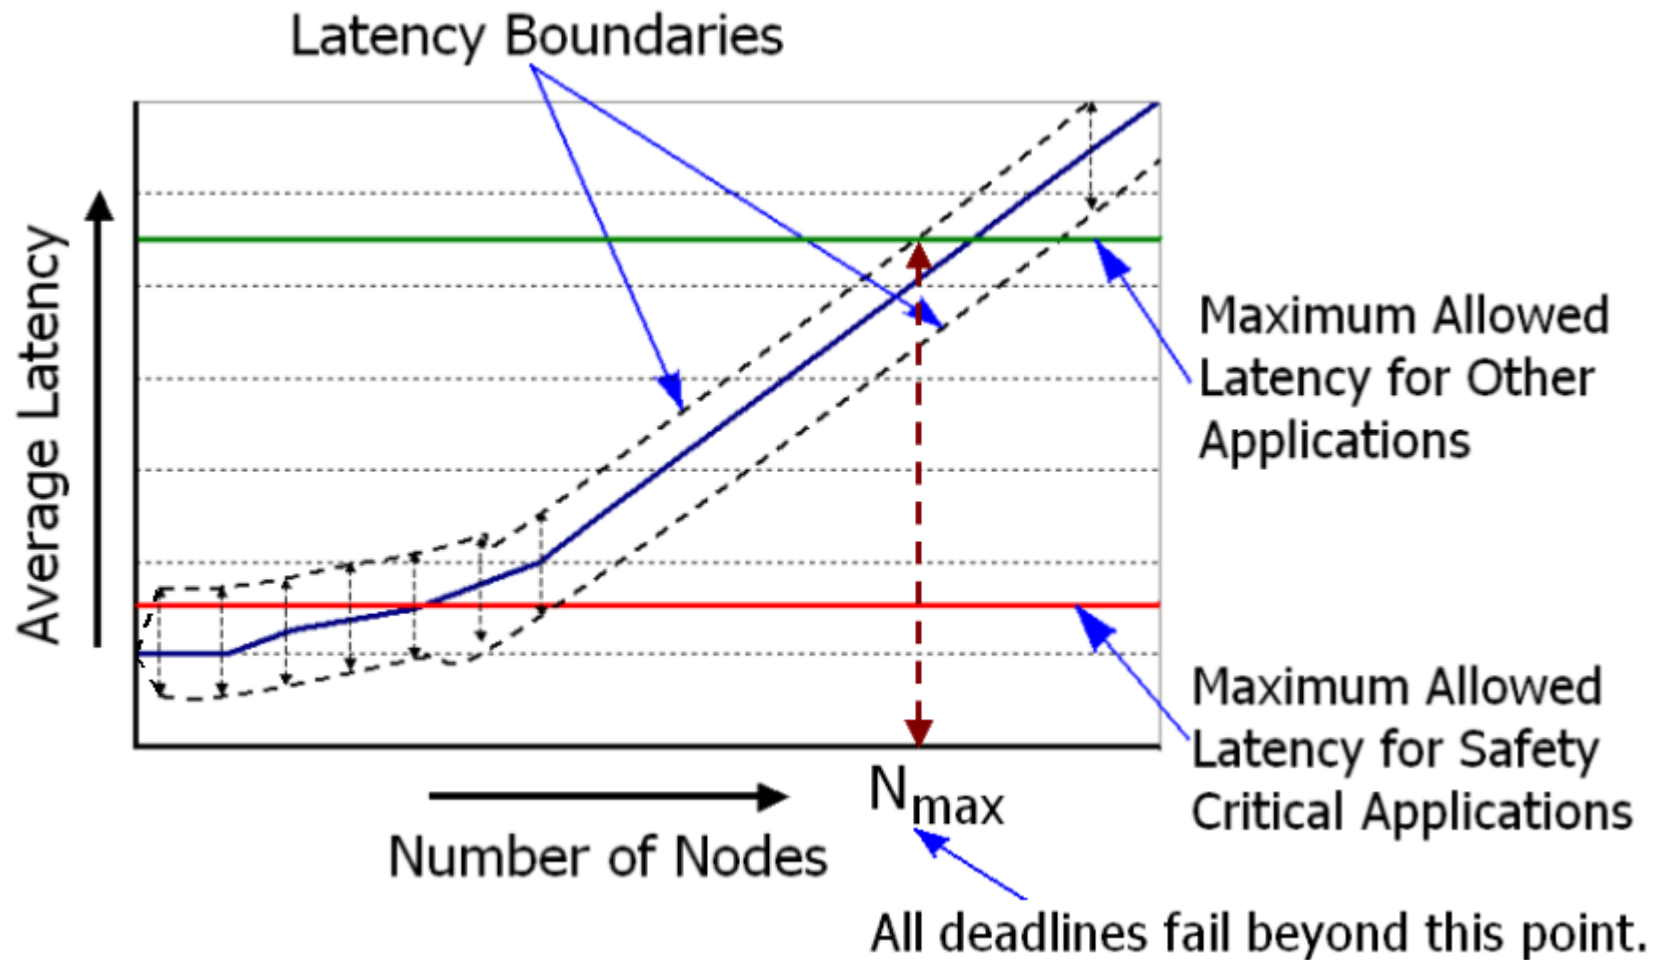 Latency Boundaries
Average Latency
Maximum Allowed
Latency for Other
Applications
Maximum Allowed
Latency for Safety
Critical Applications
Nmax
Number of Nodes
All deadlines fail beyond this point.